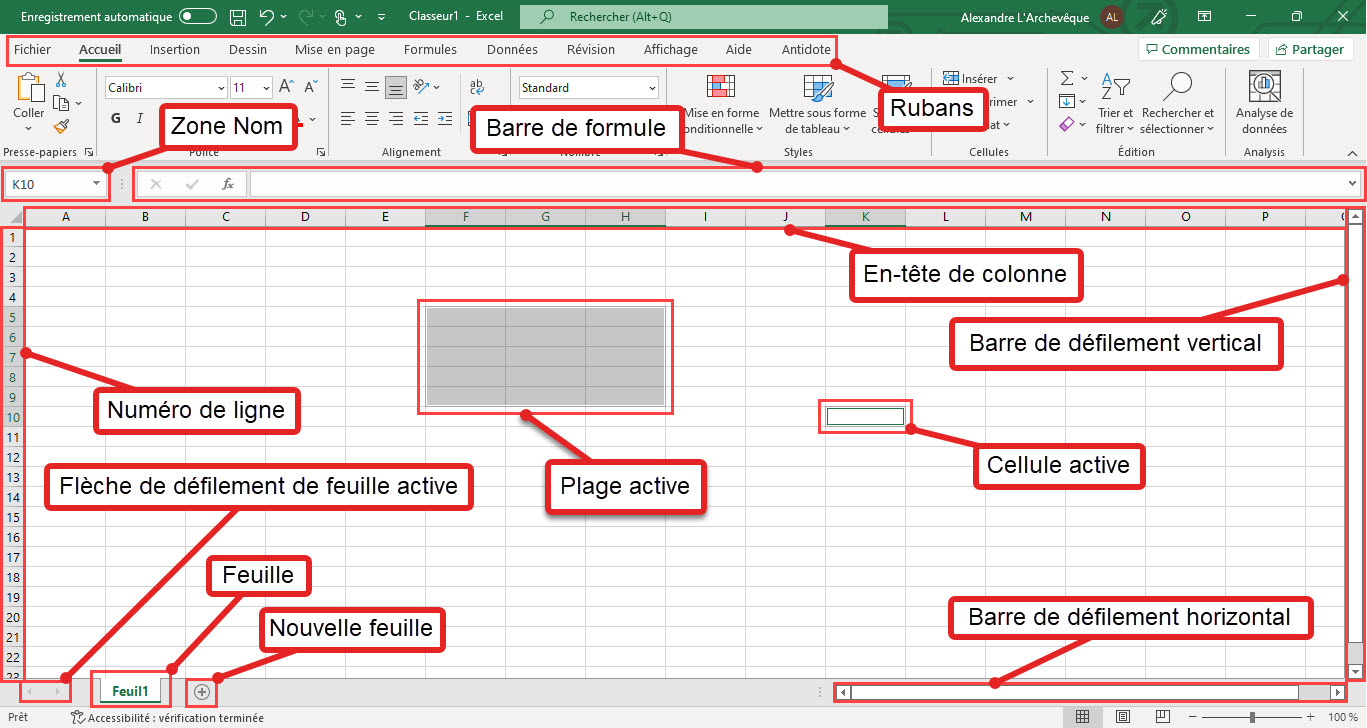 Enregistrement automatique
Classeur1 - Excel
Rechercher (Alt+Q)
Alexandre L'Archevêque
AL
Fichier Accueil Insertion Dessin Mise en page Formules Données Révision Affichage Aide Antidote
Commentaires
Partager
Coller
Calibri
11
G I
ab
Standard
Mise en forme
conditionnelle
Mettre sous forme
de tableau
Insérer
Trier et
filtrer
Rechercher et
sélectionner
Analyse de
données
Zone Nom
Barre de formule
Rubans
Presse-papiers
Police
Alignement
Nombre
Styles
Cellules
Édition
Analysis
K10
fx
A B C D E F G H I J K L M N O P
1
2
3
4
5
6
7
8
9
10
11
12
13
14
15
16
17
18
19
20
21
22
23
En-tête de colonne
Barre de défilement vertical
Numéro de ligne
Cellule active
Flèche de défilement de feuille active
Plage active
Feuille
Nouvelle feuille
Barre de défilement horizontal
Feuil1
Prêt
Accessibilité : vérification terminée
100 %